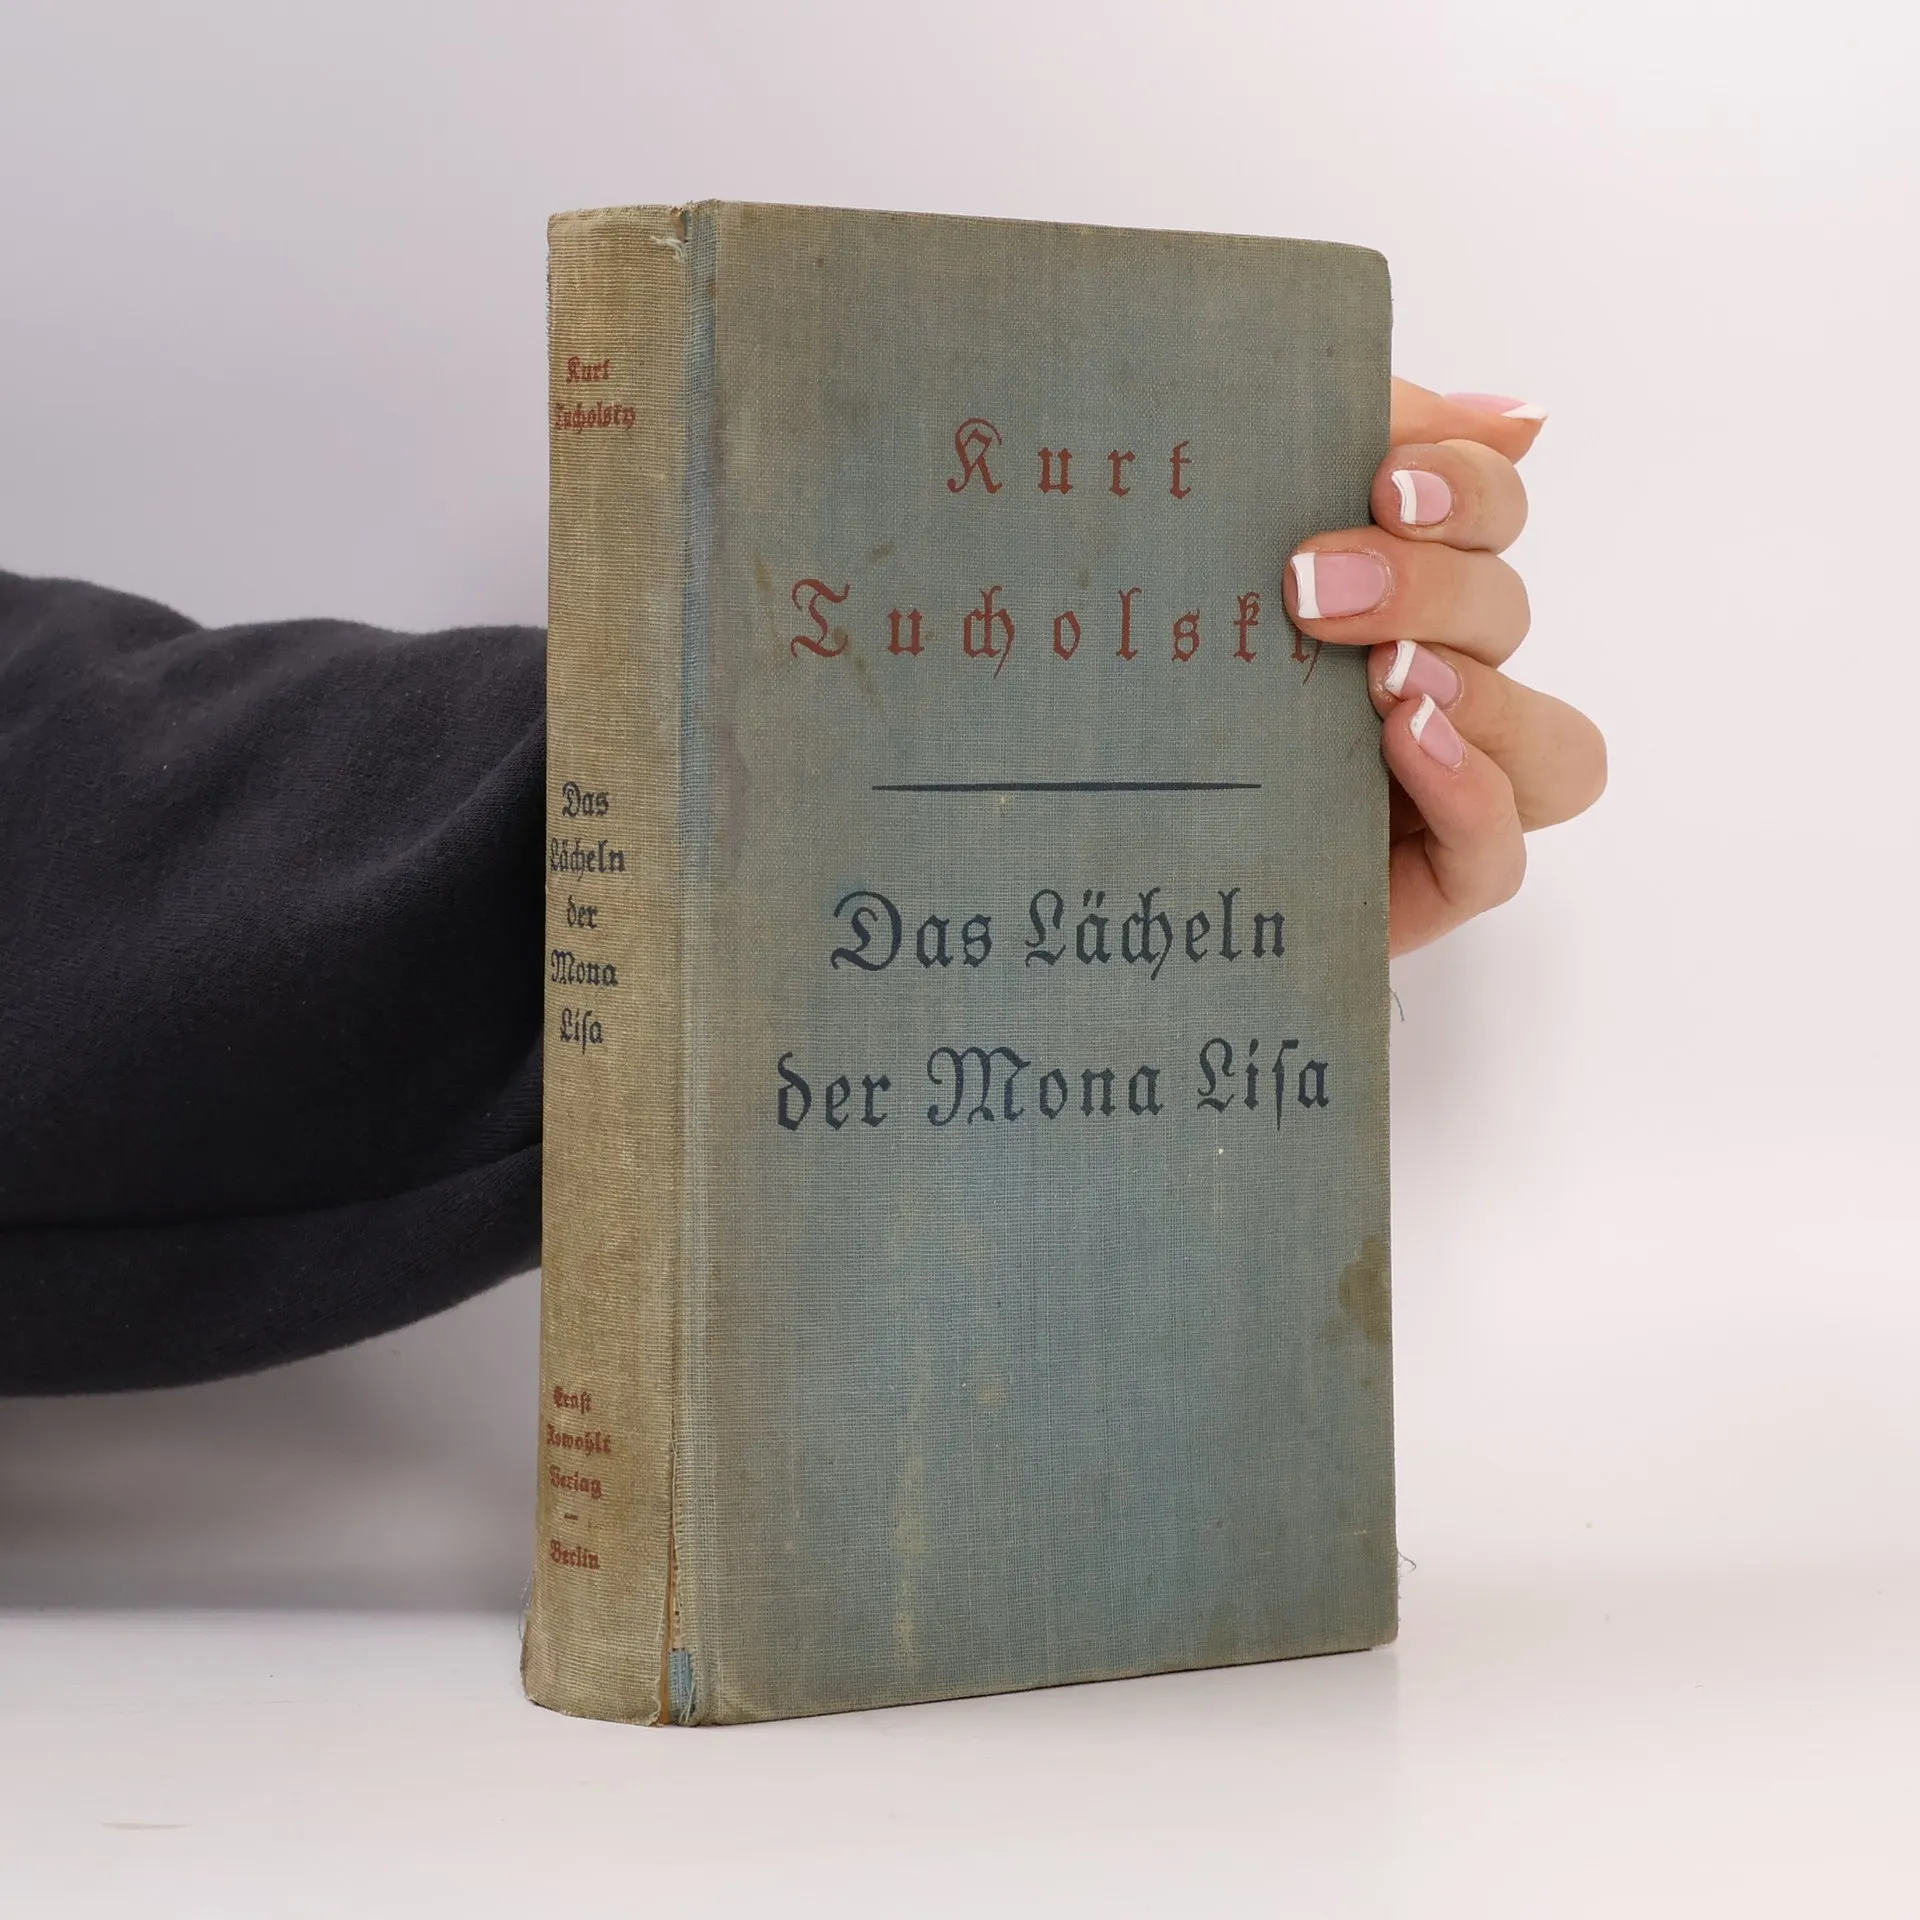 Kurt
Tucholsky
Das
Lächeln
der
Mona
Liſa
Ernſt
Rowohlt
Verlag
—
Berlin
Kurt
Tucholsky
Das Lächeln
der Mona Liſa